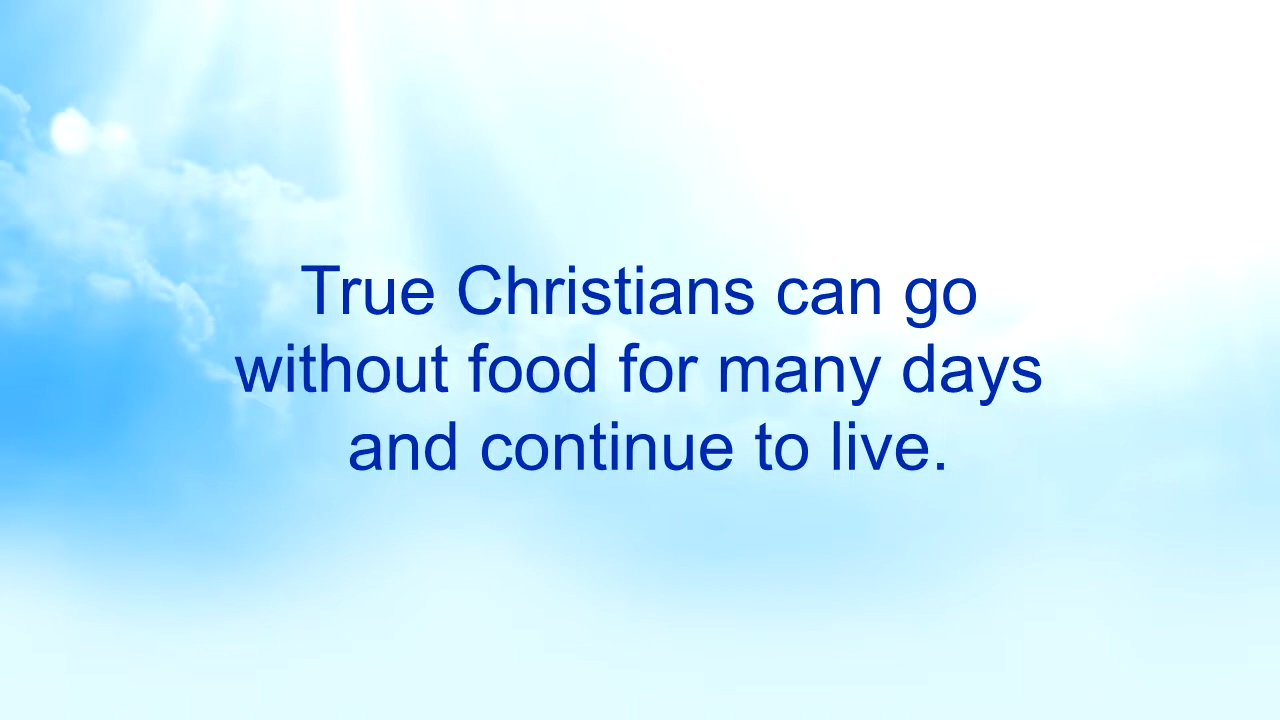 True Christians can go
without food for many days
and continue to live.